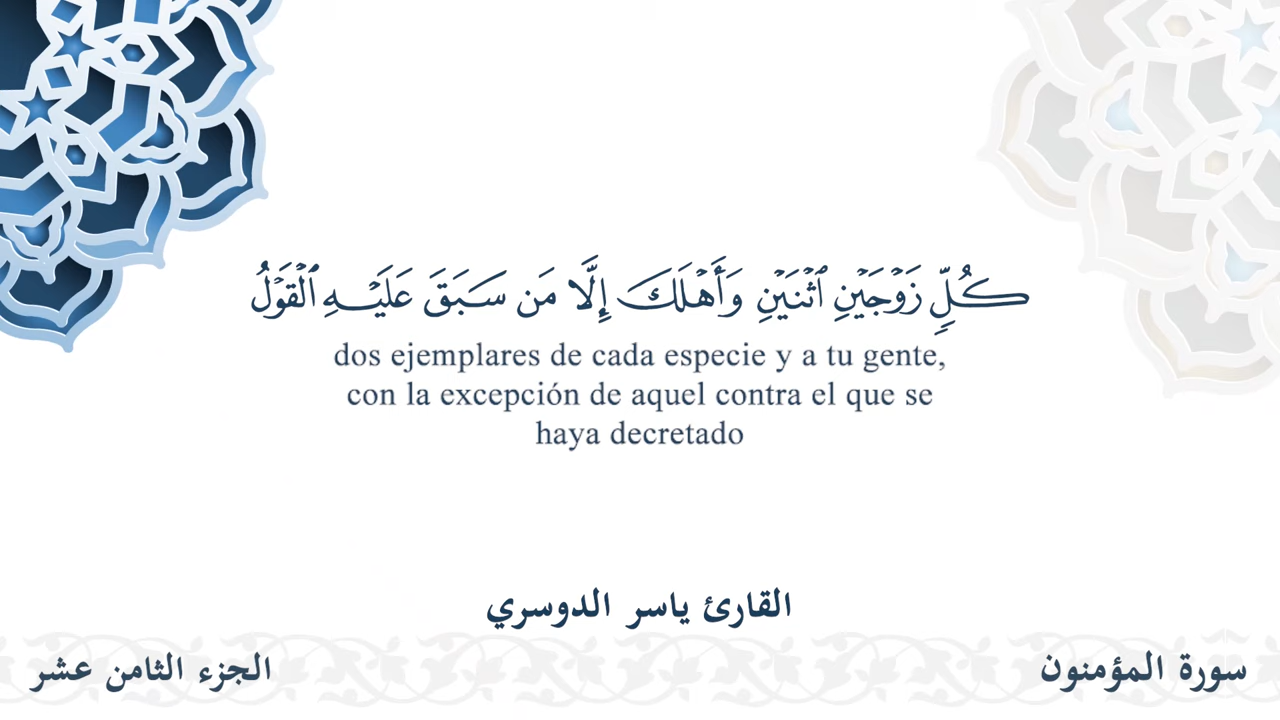 كُلِّ زَوْجَيْنِ ٱثْنَيْنِ وَأَهْلَكَ إِلَّا مَن سَبَقَ عَلَيْهِ ٱلْقَوْلُ
dos ejemplares de cada especie y a tu gente,
con la excepción de aquel contra el que se
haya decretado
القارئ ياسر الدوسري
سورة المؤمنون
الجزء الثامن عشر